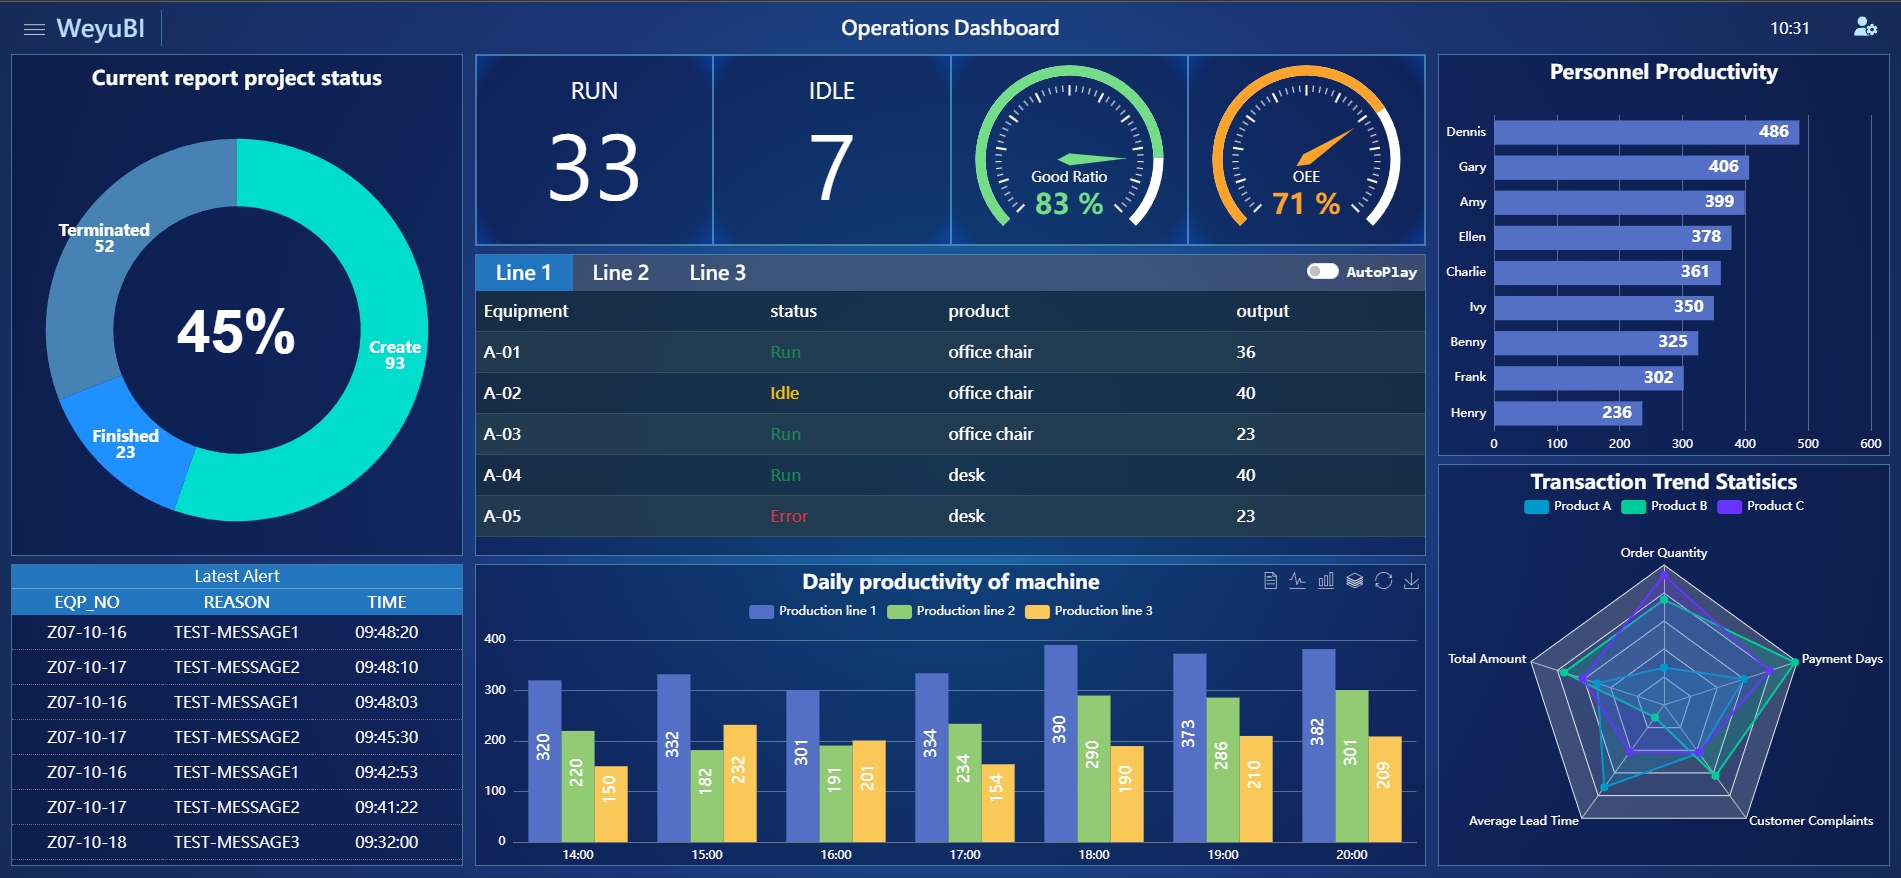 WeyuBI
Operations Dashboard
10:31
Current report project status
Terminated
52
Create
93
Finished
23
45%
Latest Alert
EQP_NO REASON TIME
Z07-10-16 TEST-MESSAGE1 09:48:20
Z07-10-17 TEST-MESSAGE2 09:48:10
Z07-10-16 TEST-MESSAGE1 09:48:03
Z07-10-17 TEST-MESSAGE2 09:45:30
Z07-10-16 TEST-MESSAGE1 09:42:53
Z07-10-17 TEST-MESSAGE2 09:41:22
Z07-10-18 TEST-MESSAGE3 09:32:00
RUN
33
IDLE
7
Good Ratio
83 %
OEE
71 %
Line 1 Line 2 Line 3 AutoPlay
Equipment status product output
A-01 Run office chair 36
A-02 Idle office chair 40
A-03 Run office chair 23
A-04 Run desk 40
A-05 Error desk 23
Daily productivity of machine
Production line 1 Production line 2 Production line 3
400
300
200
100
0
320 220 150
332 182 232
301 191 201
334 234 154
390 290 190
373 286 210
382 301 209
14:00 15:00 16:00 17:00 18:00 19:00 20:00
Personnel Productivity
Dennis 486
Gary 406
Amy 399
Ellen 378
Charlie 361
Ivy 350
Benny 325
Frank 302
Henry 236
0 100 200 300 400 500 600
Transaction Trend Statisics
Product A Product B Product C
Order Quantity
Total Amount
Payment Days
Average Lead Time
Customer Complaints